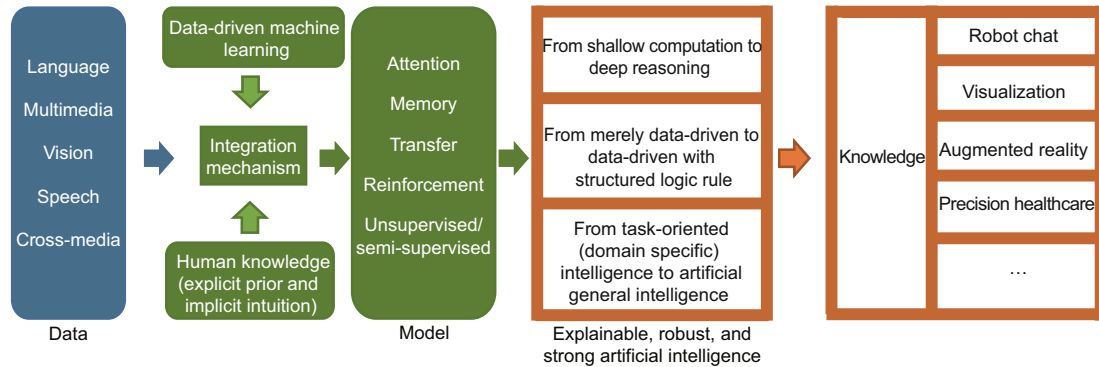 Language
Multimedia
Vision
Speech
Cross-media
Data
Data-driven machine
learning
Integration
mechanism
Human knowledge
(explicit prior and
implicit intuition)
Attention
Memory
Transfer
Reinforcement
Unsupervised/
semi-supervised
Model
From shallow computation to
deep reasoning
From merely data-driven to
data-driven with
structured logic rule
From task-oriented
(domain specific)
intelligence to artificial
general intelligence
Explainable, robust, and
strong artificial intelligence
Knowledge
Robot chat
Visualization
Augmented reality
Precision healthcare
…